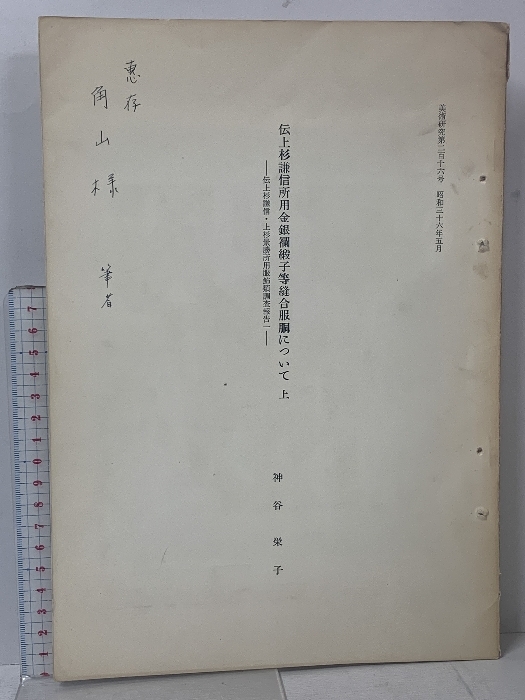 美術研究第二百十六号 昭和三十六年五月
伝上杉謙信所用金銀襴緞子等縫合服胴について 上
――伝上杉謙信・上杉景勝所用服飾類調査報告一――
神谷栄子
恵存
角山様
筆者